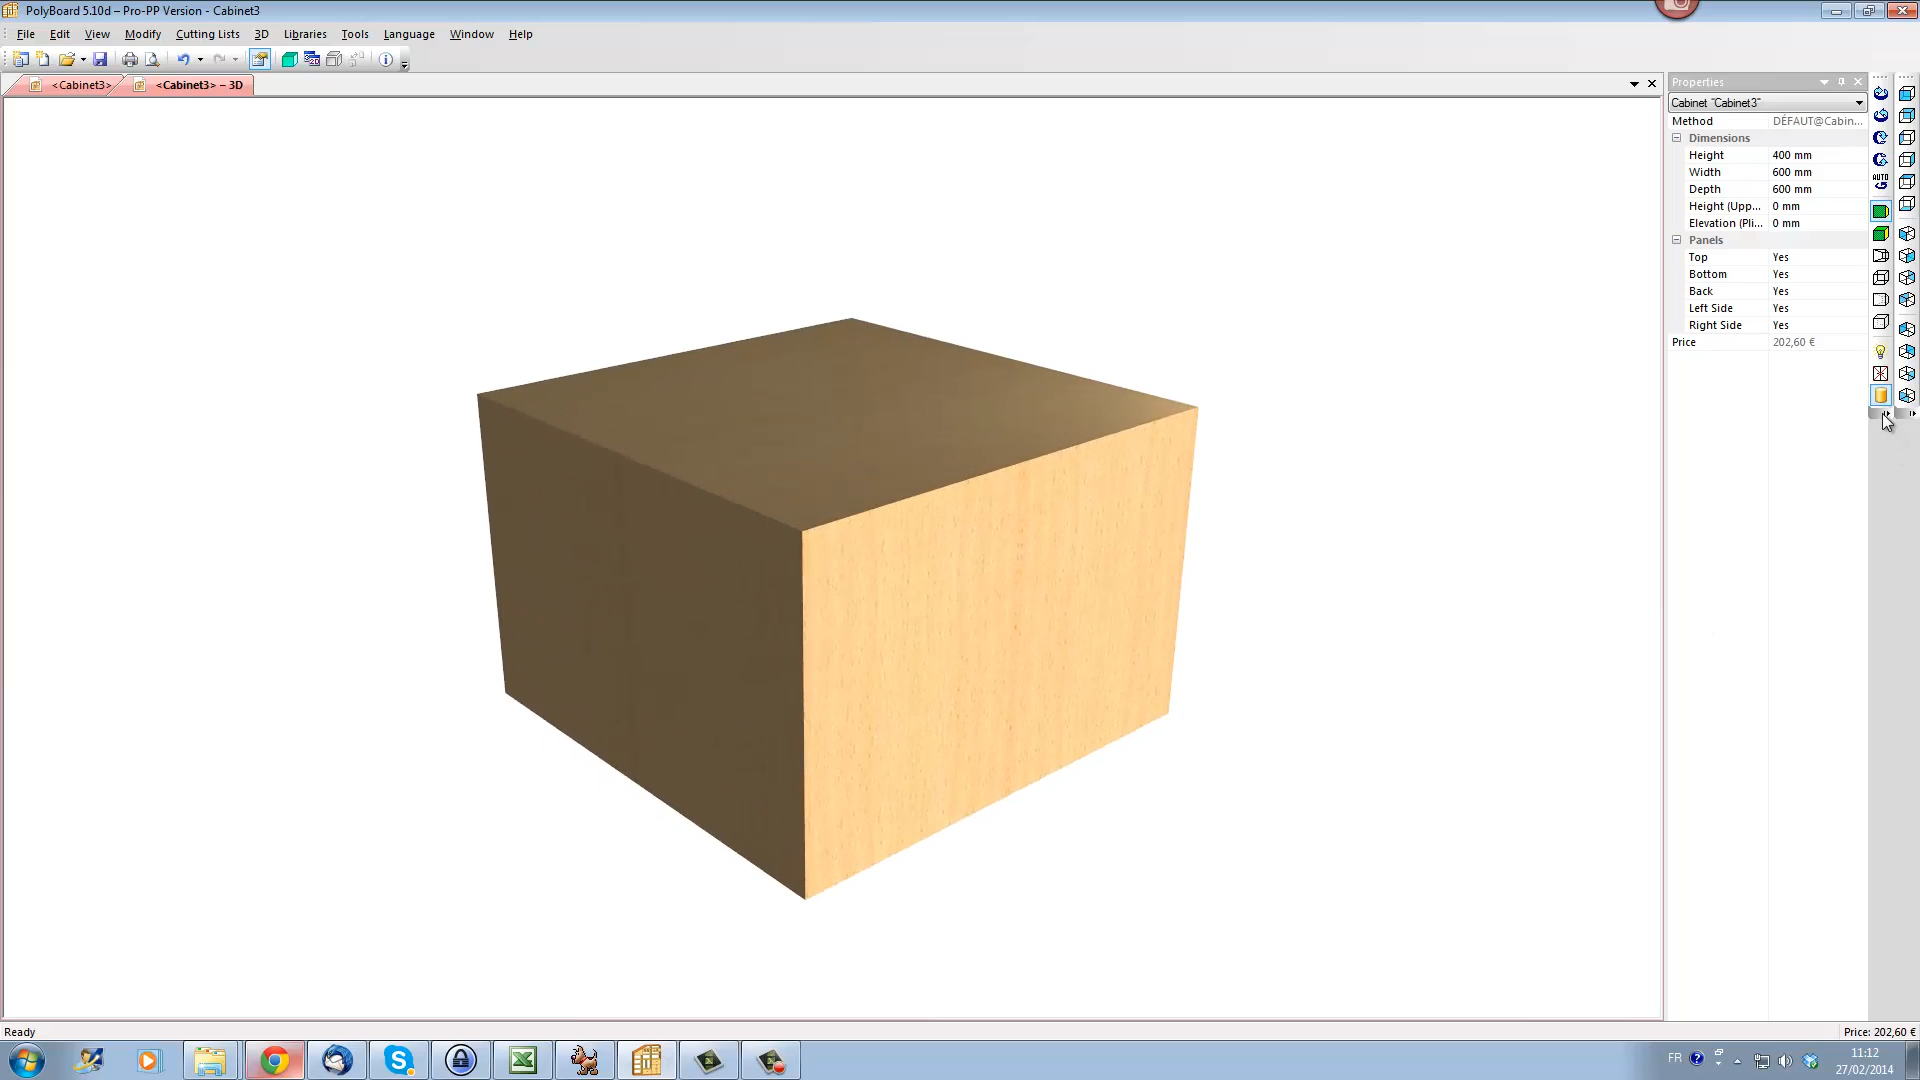 PolyBoard 5.10d – Pro-PP Version - Cabinet3
File Edit View Modify Cutting Lists 3D Libraries Tools Language Window Help
<Cabinet3> <Cabinet3> – 3D
Properties
Cabinet "Cabinet3"
Method DÉFAUT@Cabin...
Dimensions
Height 400 mm
Width 600 mm
Depth 600 mm
Height (Upp... 0 mm
Elevation (Pli... 0 mm
Panels
Top Yes
Bottom Yes
Back Yes
Left Side Yes
Right Side Yes
Price 202,60 €
AUTO
Ready
Price: 202,60 €
FR
11:12
27/02/2014